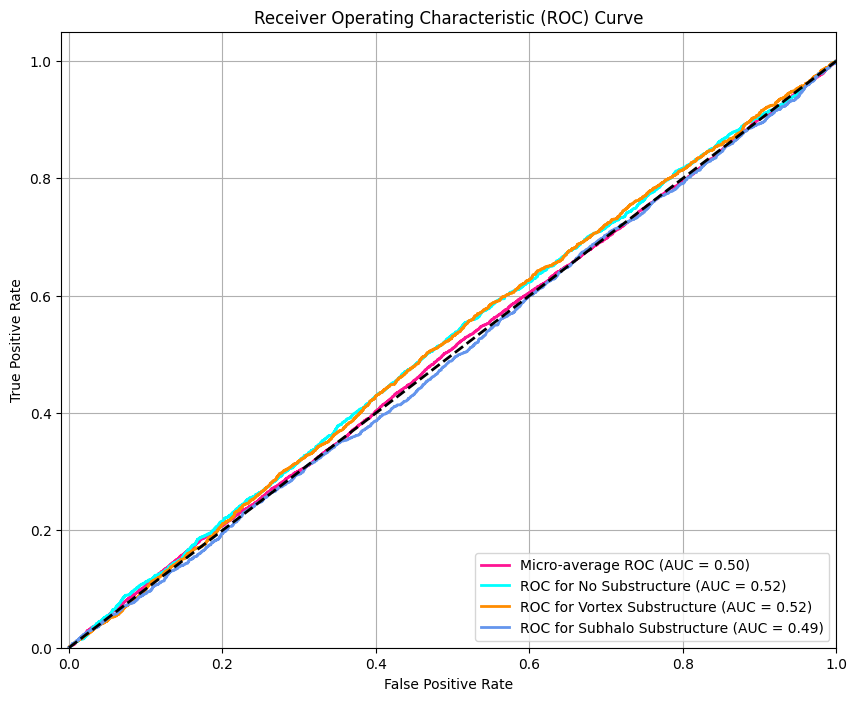 Receiver Operating Characteristic (ROC) Curve
True Positive Rate
1.0
0.8
0.6
0.4
0.2
0.0
Micro-average ROC (AUC = 0.50)
ROC for No Substructure (AUC = 0.52)
ROC for Vortex Substructure (AUC = 0.52)
ROC for Subhalo Substructure (AUC = 0.49)
0.0 0.2 0.4 0.6 0.8 1.0
False Positive Rate